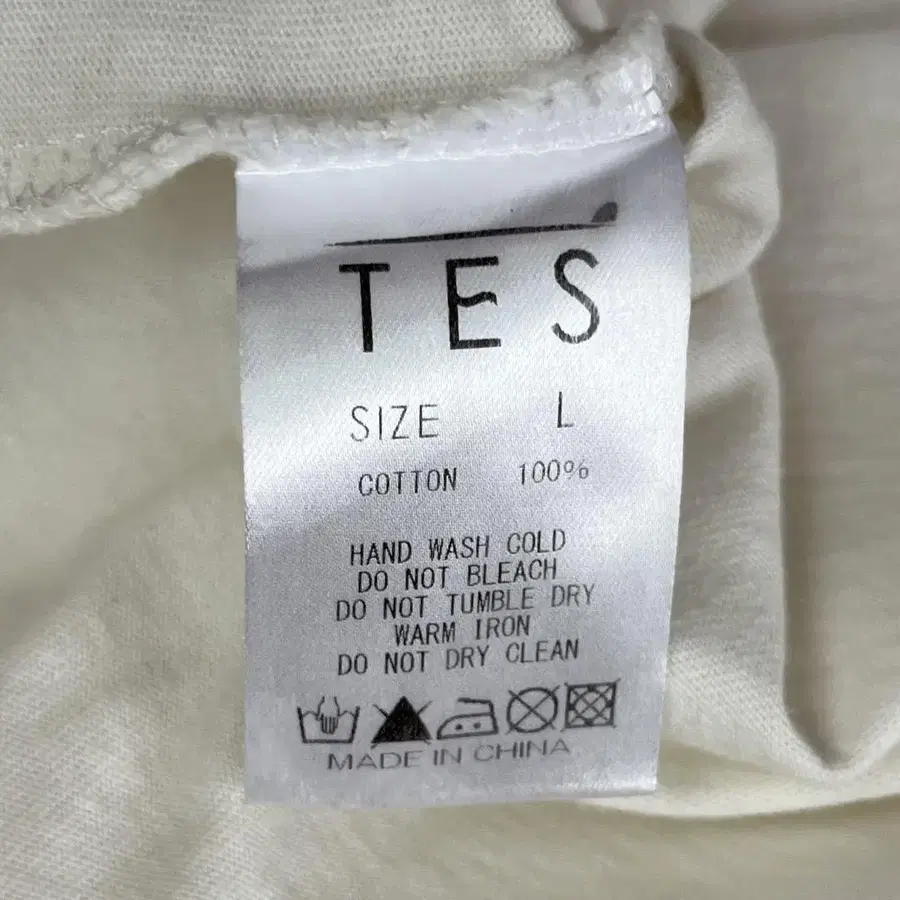 TES
SIZE L
COTTON 100%
HAND WASH COLD
DO NOT BLEACH
DO NOT TUMBLE DRY
WARM IRON
DO NOT DRY CLEAN
MADE IN CHINA